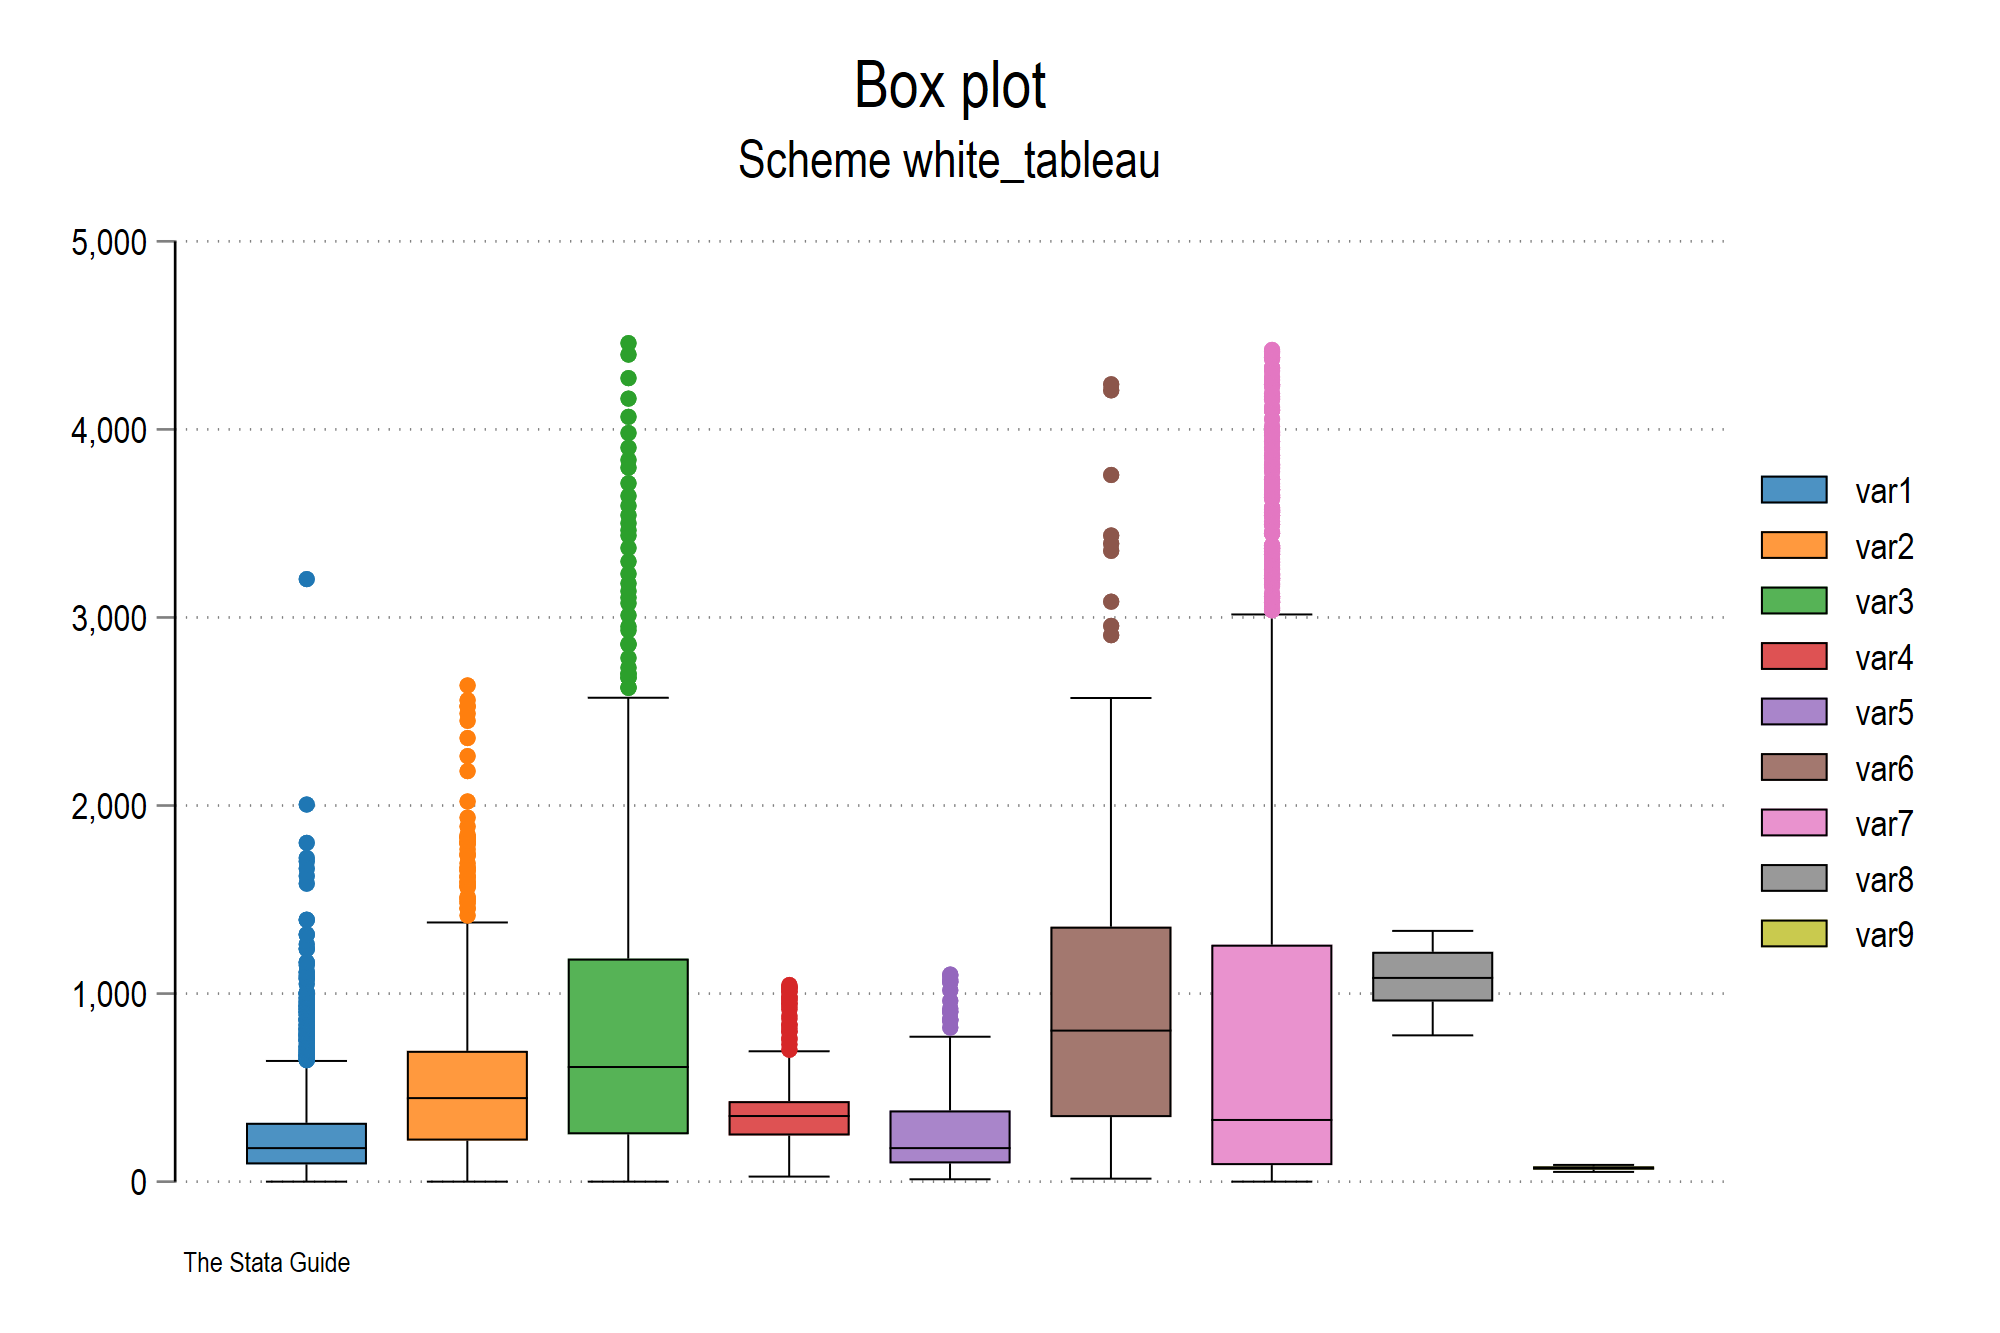 Box plot
Scheme white_tableau
5,000
4,000
3,000
2,000
1,000
0
var1
var2
var3
var4
var5
var6
var7
var8
var9
The Stata Guide